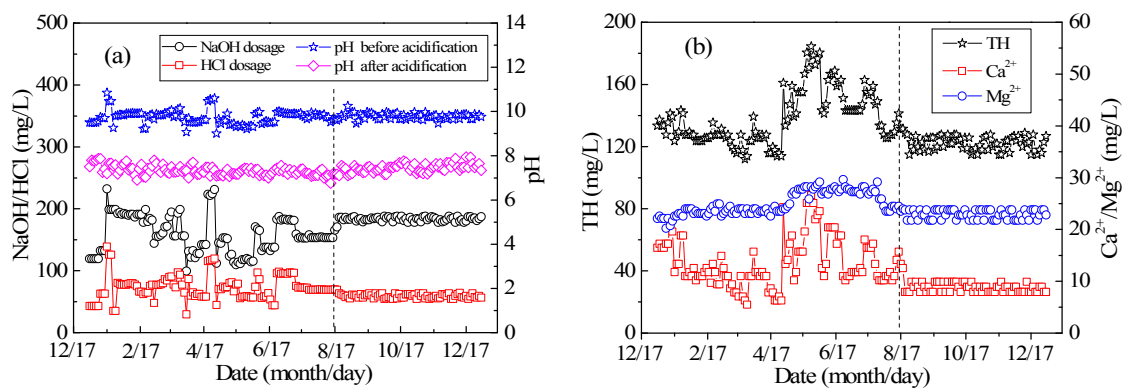 (a)
NaOH dosage
HCl dosage
pH before acidification
pH after acidification
NaOH/HCl (mg/L)
500
400
300
200
100
0
pH
14
12
10
8
6
4
2
0
12/17 2/17 4/17 6/17 8/17 10/17 12/17
Date (month/day)
(b)
TH
Ca²⁺
Mg²⁺
TH (mg/L)
200
160
120
80
40
0
Ca²⁺/Mg²⁺ (mg/L)
60
50
40
30
20
10
0
12/17 2/17 4/17 6/17 8/17 10/17 12/17
Date (month/day)